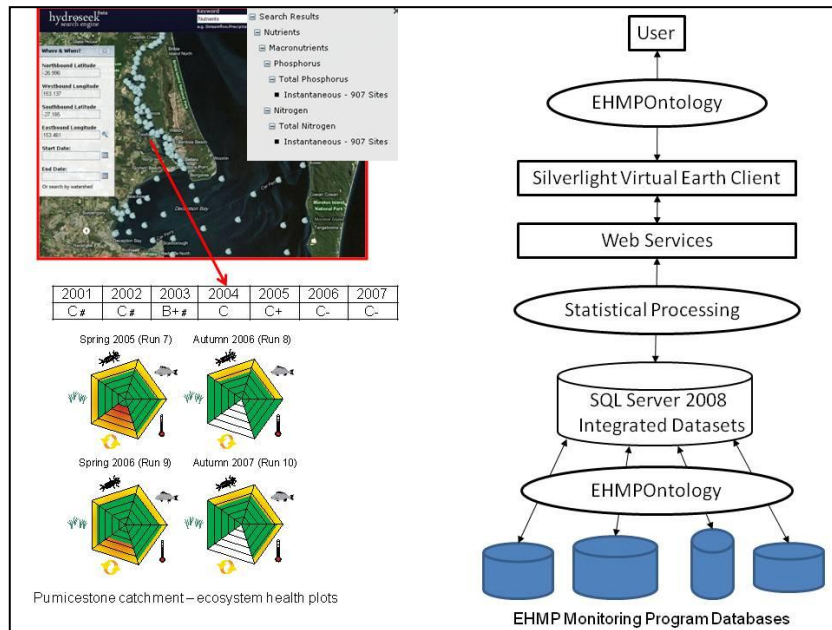 hydroseek Beta
search engine
Keyword
Nutrients
Where & When?
Northbound Latitude
Westbound Longitude
153.137
Southbound Latitude
-27.195
Eastbound Longitude
153.461
Start Date:
End Date:
Or search by watershed
Deception Bay
Search Results
Nutrients
Macronutrients
Phosphorus
Total Phosphorus
Instantaneous - 907 Sites
Nitrogen
Total Nitrogen
Instantaneous - 907 Sites
2001 2002 2003 2004 2005 2006 2007
C# C# B+# C C+ C- C-
Spring 2005 (Run 7) Autumn 2006 (Run 8)
Spring 2006 (Run 9) Autumn 2007 (Run 10)
Pumicestone catchment – ecosystem health plots
User
EHMPOntology
Silverlight Virtual Earth Client
Web Services
Statistical Processing
SQL Server 2008
Integrated Datasets
EHMPOntology
EHMP Monitoring Program Databases